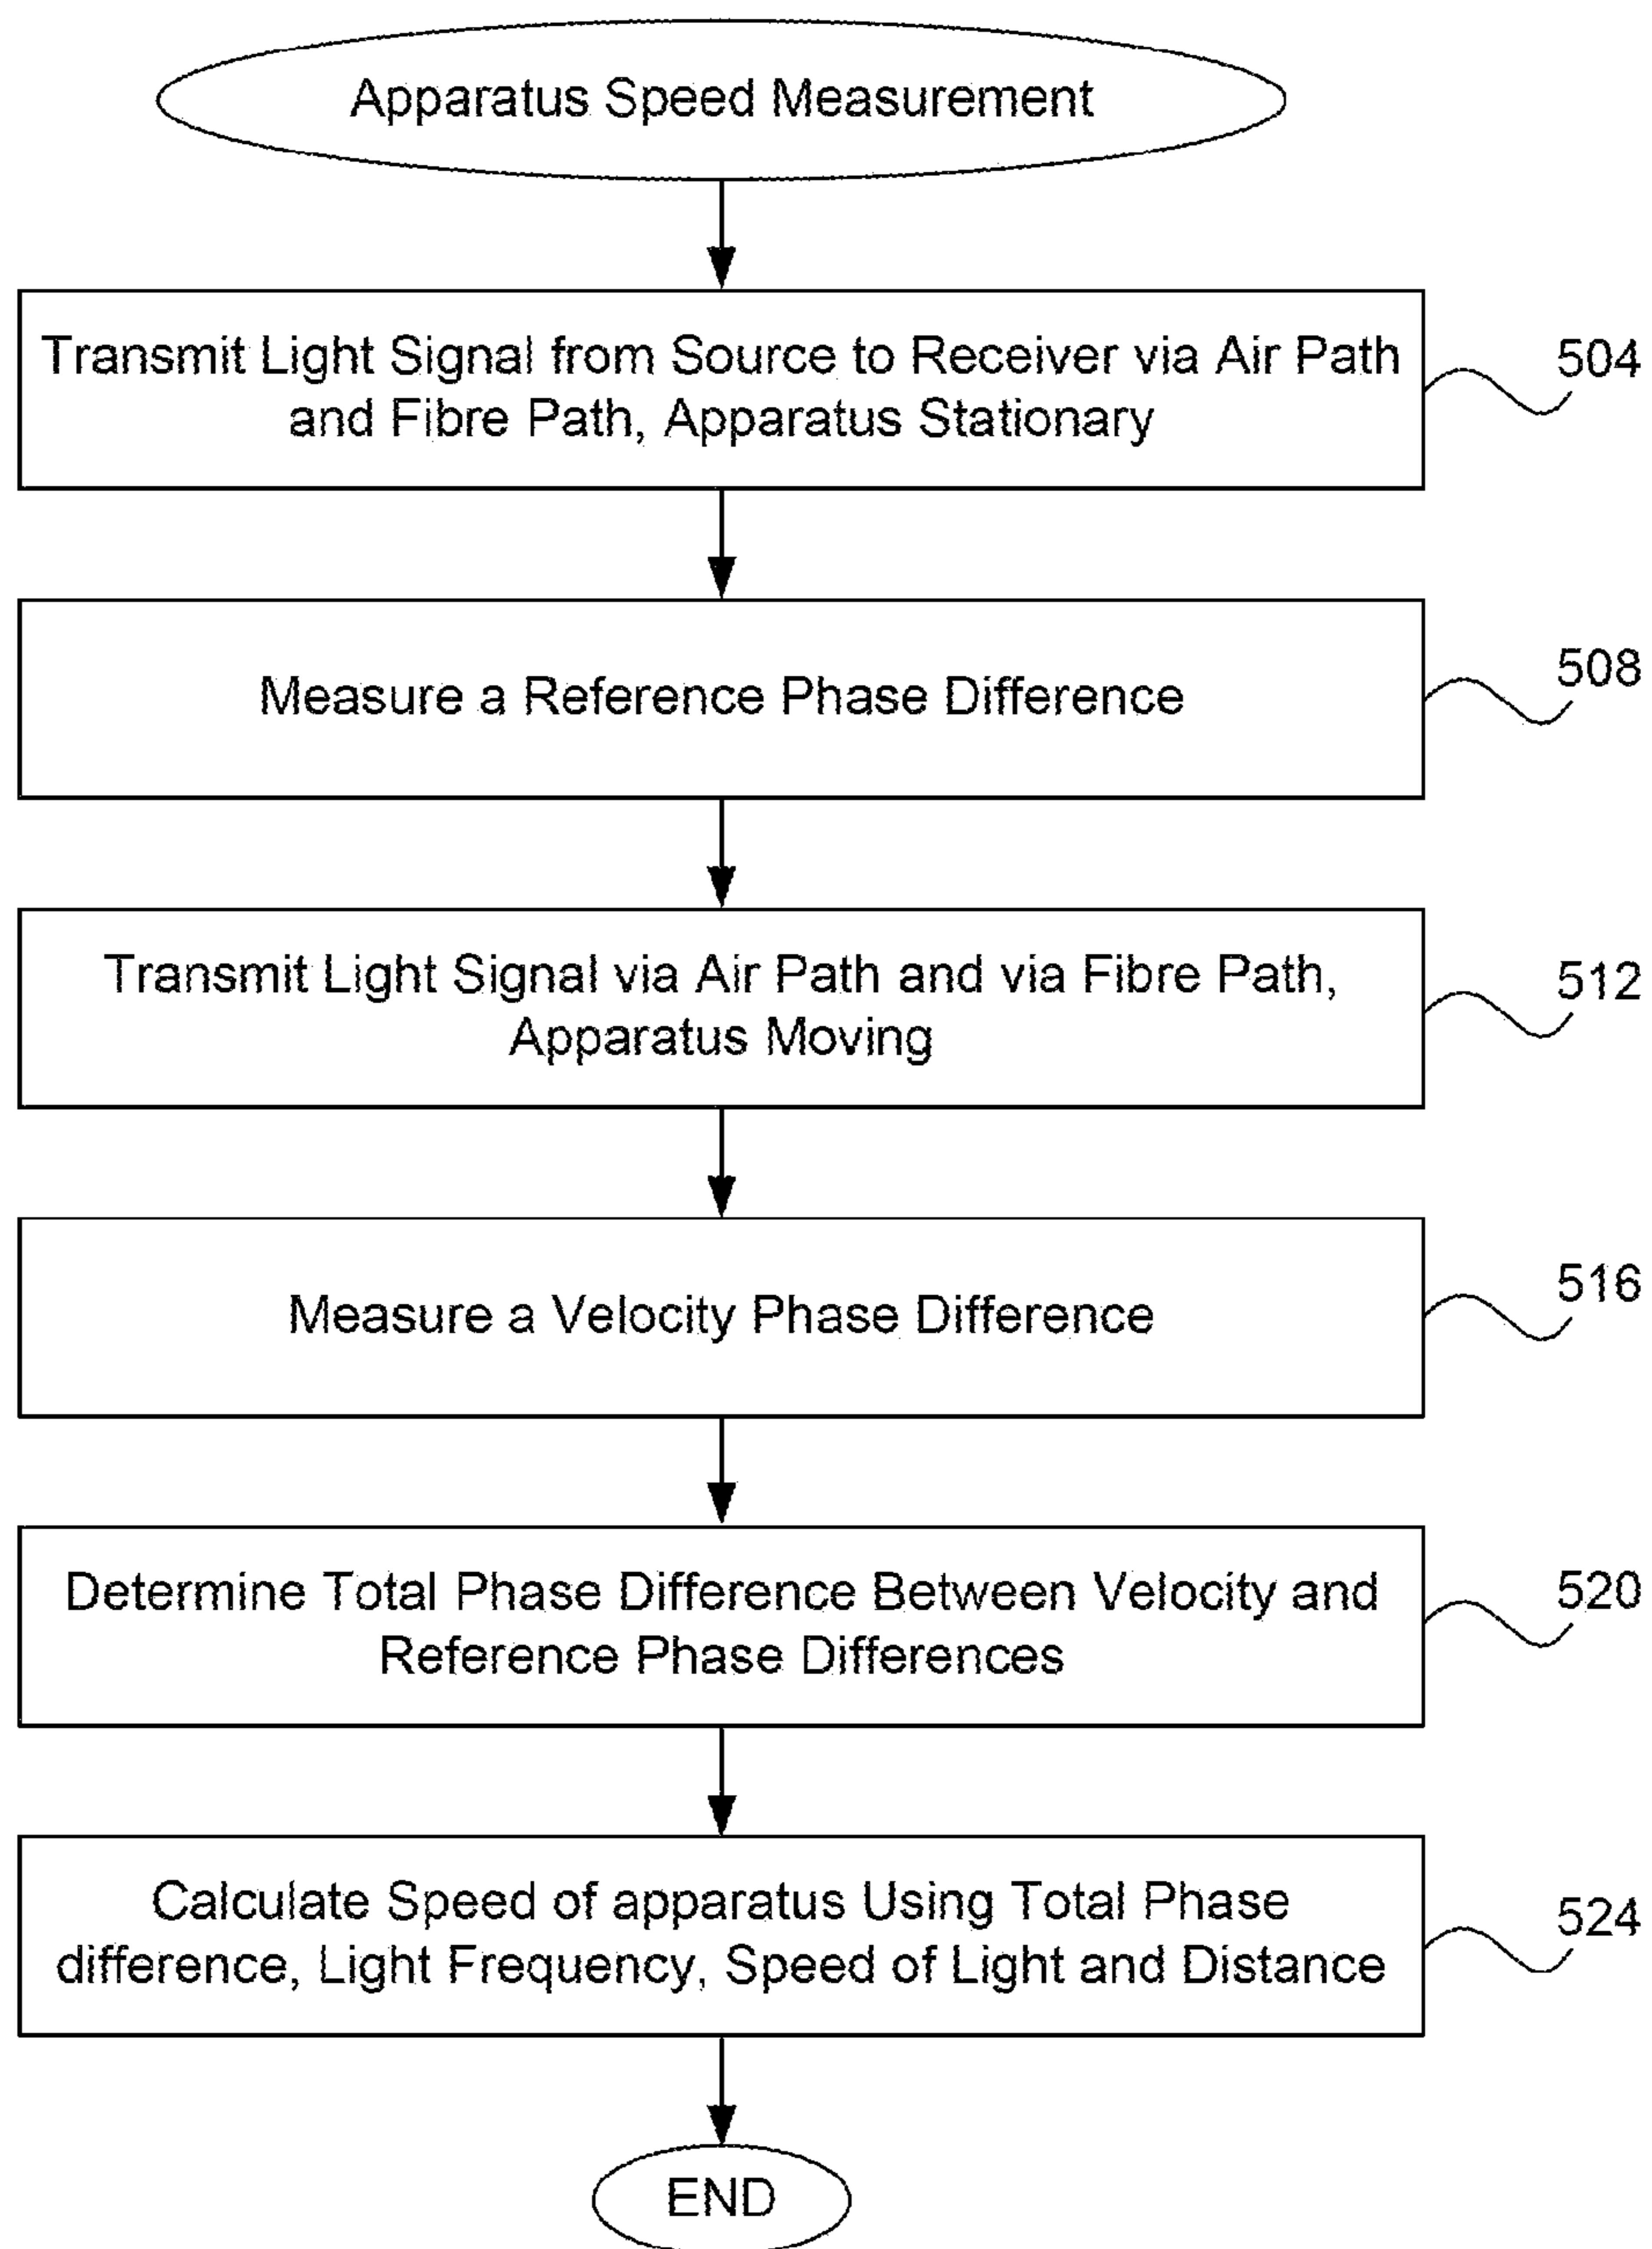 Apparatus Speed Measurement
Transmit Light Signal from Source to Receiver via Air Path
and Fibre Path, Apparatus Stationary
504
Measure a Reference Phase Difference
508
Transmit Light Signal via Air Path and via Fibre Path,
Apparatus Moving
512
Measure a Velocity Phase Difference
516
Determine Total Phase Difference Between Velocity and
Reference Phase Differences
520
Calculate Speed of apparatus Using Total Phase
difference, Light Frequency, Speed of Light and Distance
524
END